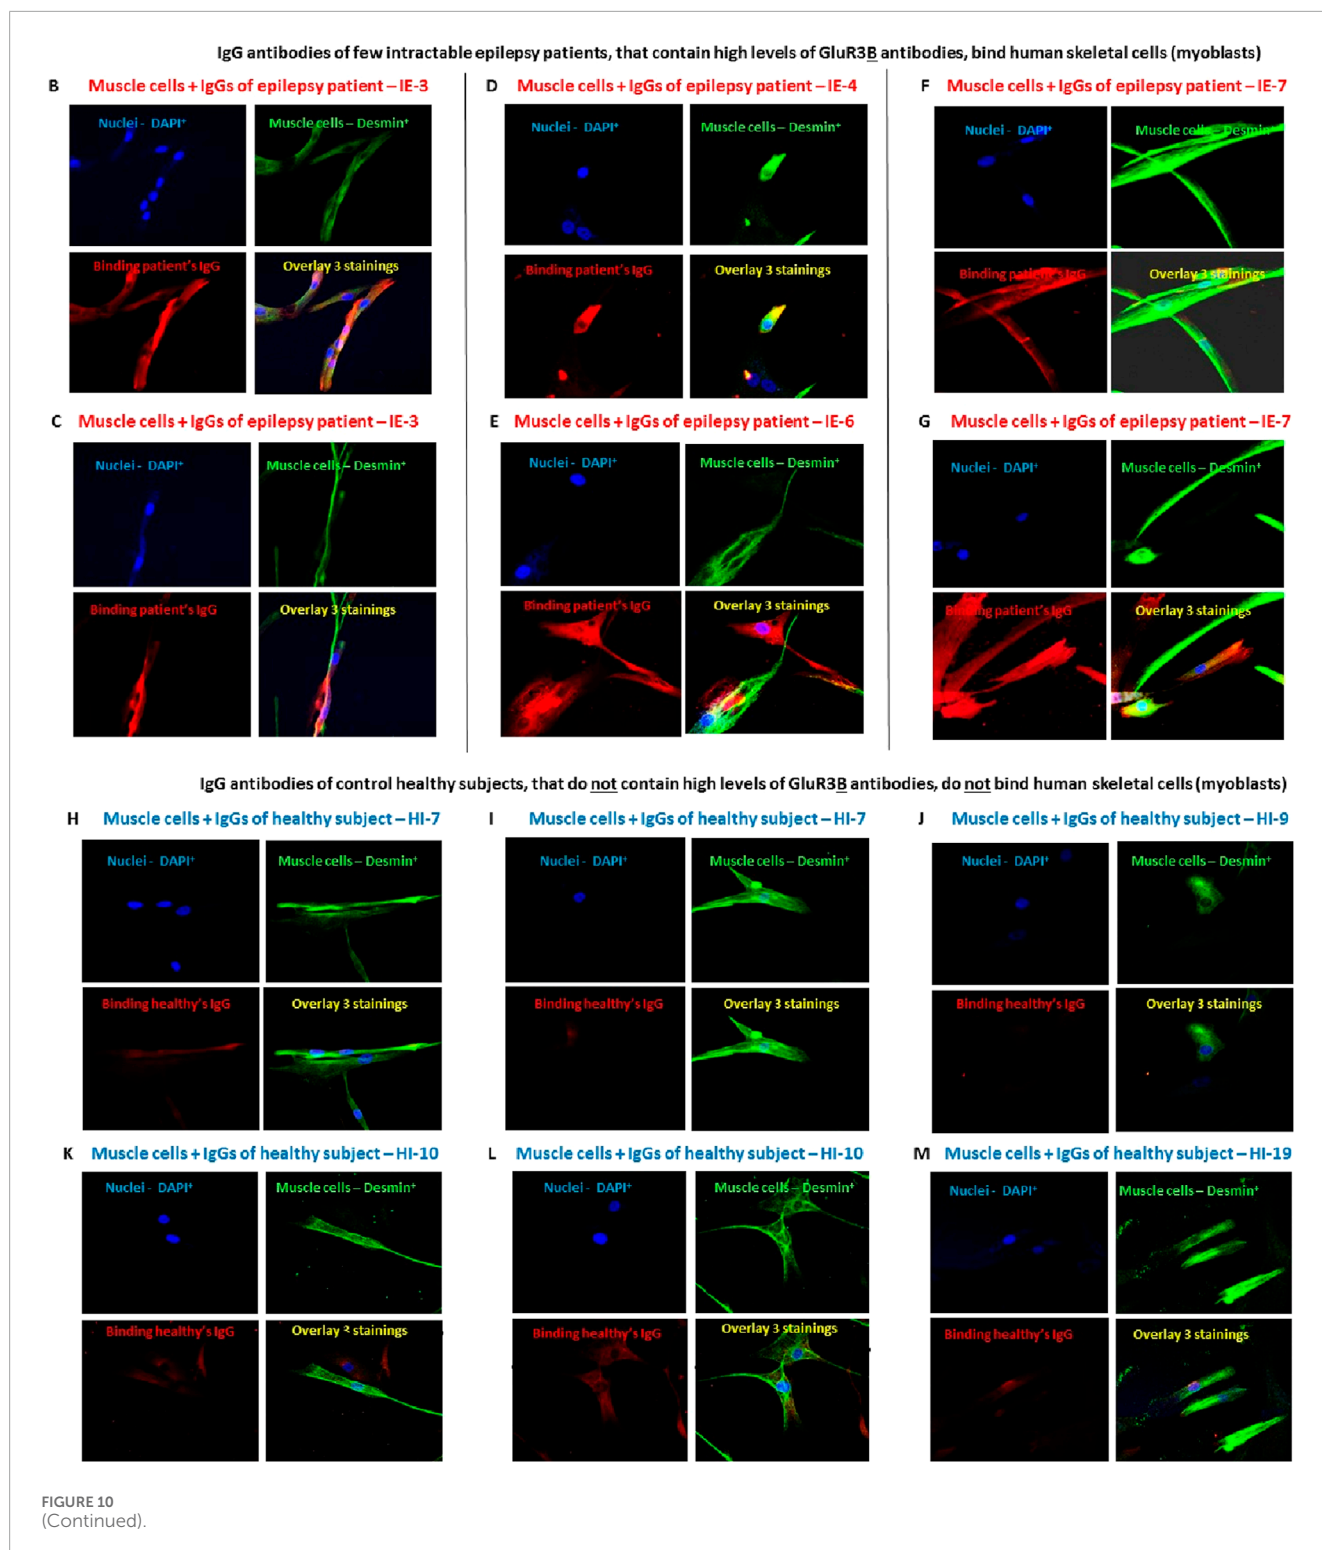 IgG antibodies of few intractable epilepsy patients, that contain high levels of GluR3B antibodies, bind human skeletal cells (myoblasts)
B Muscle cells + IgGs of epilepsy patient – IE-3
Nuclei - DAPI⁺
Muscle cells – Desmin⁺
Binding patient's IgG
Overlay 3 stainings
D Muscle cells + IgGs of epilepsy patient – IE-4
Nuclei - DAPI⁺
Muscle cells – Desmin⁺
Binding patient's IgG
Overlay 3 stainings
F Muscle cells + IgGs of epilepsy patient – IE-7
Nuclei - DAPI⁺
Muscle cells – Desmin⁺
Binding patient's IgG
Overlay 3 stainings
C Muscle cells + IgGs of epilepsy patient – IE-3
Nuclei - DAPI⁺
Muscle cells – Desmin⁺
Binding patient's IgG
Overlay 3 stainings
E Muscle cells + IgGs of epilepsy patient – IE-6
Nuclei - DAPI⁺
Muscle cells – Desmin⁺
Binding patient's IgG
Overlay 3 stainings
G Muscle cells + IgGs of epilepsy patient – IE-7
Nuclei - DAPI⁺
Muscle cells – Desmin⁺
Binding patient's IgG
Overlay 3 stainings
IgG antibodies of control healthy subjects, that do not contain high levels of GluR3B antibodies, do not bind human skeletal cells (myoblasts)
H Muscle cells + IgGs of healthy subject – HI-7
Nuclei - DAPI⁺
Muscle cells – Desmin⁺
Binding healthy's IgG
Overlay 3 stainings
I Muscle cells + IgGs of healthy subject – HI-7
Nuclei - DAPI⁺
Muscle cells – Desmin⁺
Binding healthy's IgG
Overlay 3 stainings
J Muscle cells + IgGs of healthy subject – HI-9
Nuclei - DAPI⁺
Muscle cells – Desmin⁺
Binding healthy's IgG
Overlay 3 stainings
K Muscle cells + IgGs of healthy subject – HI-10
Nuclei - DAPI⁺
Muscle cells – Desmin⁺
Binding healthy's IgG
Overlay 3 stainings
L Muscle cells + IgGs of healthy subject – HI-10
Nuclei - DAPI⁺
Muscle cells – Desmin⁺
Binding healthy's IgG
Overlay 3 stainings
M Muscle cells + IgGs of healthy subject – HI-19
Nuclei - DAPI⁺
Muscle cells – Desmin⁺
Binding healthy's IgG
Overlay 3 stainings
FIGURE 10
(Continued).